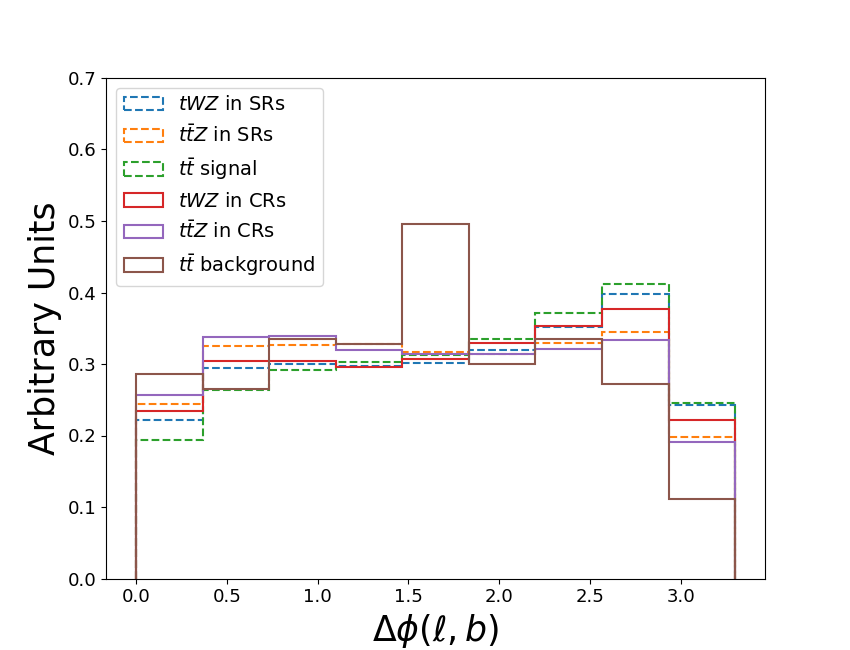 0.7
0.6
0.5
0.4
0.3
0.2
0.1
0.0
Arbitrary Units
tWZ in SRs
tt̄Z in SRs
tt̄ signal
tWZ in CRs
tt̄Z in CRs
tt̄ background
0.0 0.5 1.0 1.5 2.0 2.5 3.0
Δϕ(ℓ, b)